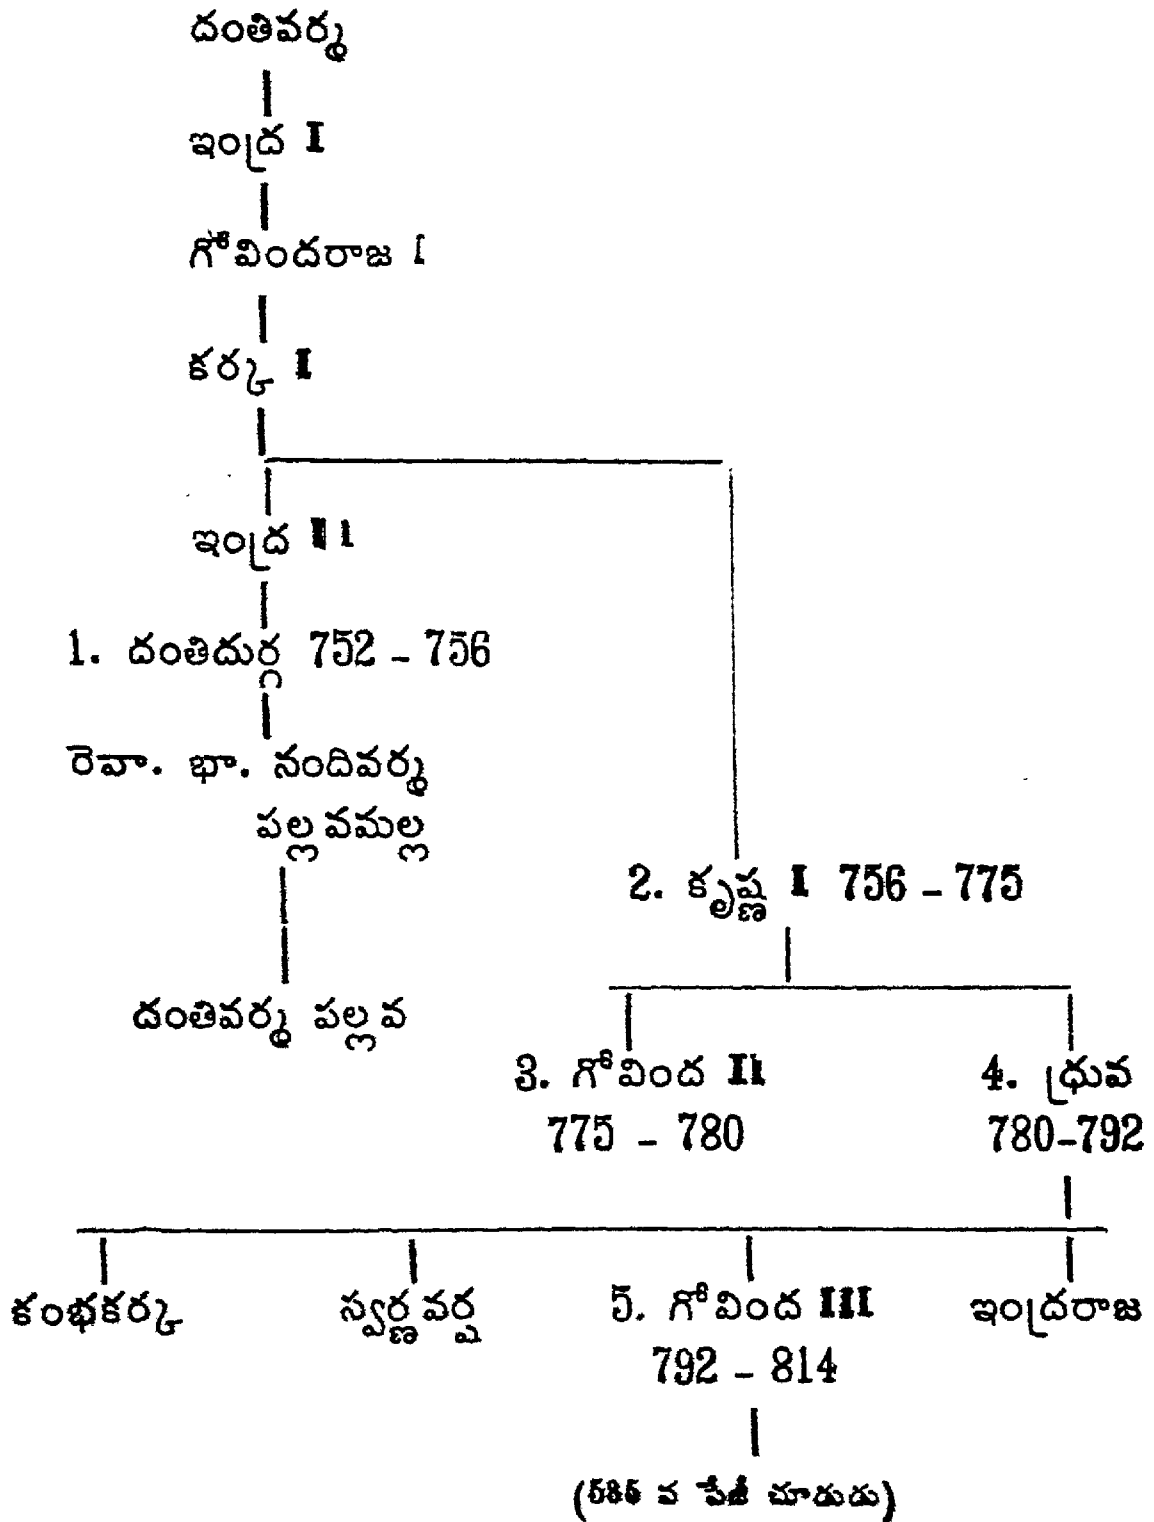 దంతివర్మ
ఇంద్ర I
గోవిందరాజ I
కర్క I
ఇంద్ర II
1. దంతిదుర్గ 752 - 756
రెవా. భా. నందివర్మ
పల్లవమల్ల
2. కృష్ణ I 756 - 775
దంతివర్మ పల్లవ
3. గోవింద II
775 - 780
4. ధ్రువ
780-792
కంభకర్క
స్వర్ణవర్ష
5. గోవింద III
792 - 814
ఇంద్రరాజ
(వ పేజీ చూడుడు)